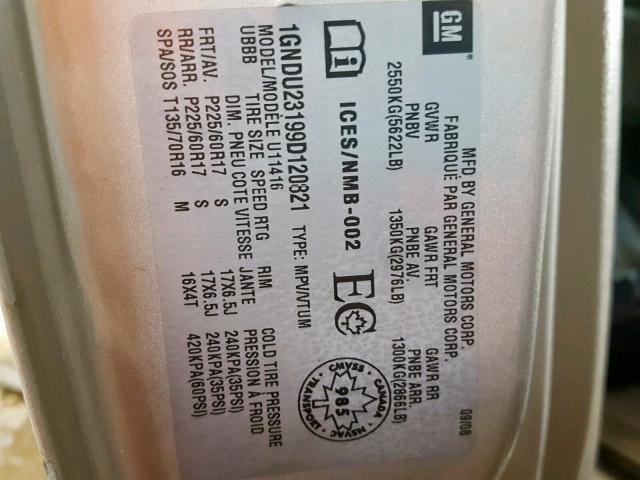 GM
MFD BY GENERAL MOTORS CORP. 09/08
FABRIQUÉ PAR GENERAL MOTORS CORP.
GVWR GAWR FRT GAWR RR
PNBV PNBE AV. PNBE ARR.
2550KG(5622LB) 1350KG(2976LB) 1300KG(2866LB)
i ICES/NMB-002 EC
CMVSS CANADA NSVAC TRANSPORT 985
1GNDU23199D120821 TYPE: MPV/VTUM
MODEL/MODÈLE U11416
UBBB TIRE SIZE SPEED RTG RIM COLD TIRE PRESSURE
DIM. PNEU COTE VITESSE JANTE PRESSION À FROID
FRT/AV. P225/60R17 S 17X6.5J 240KPA(35PSI)
RR/ARR. P225/60R17 S 17X6.5J 240KPA(35PSI)
SPA/SOS T135/70R16 M 16X4T 420KPA(60PSI)